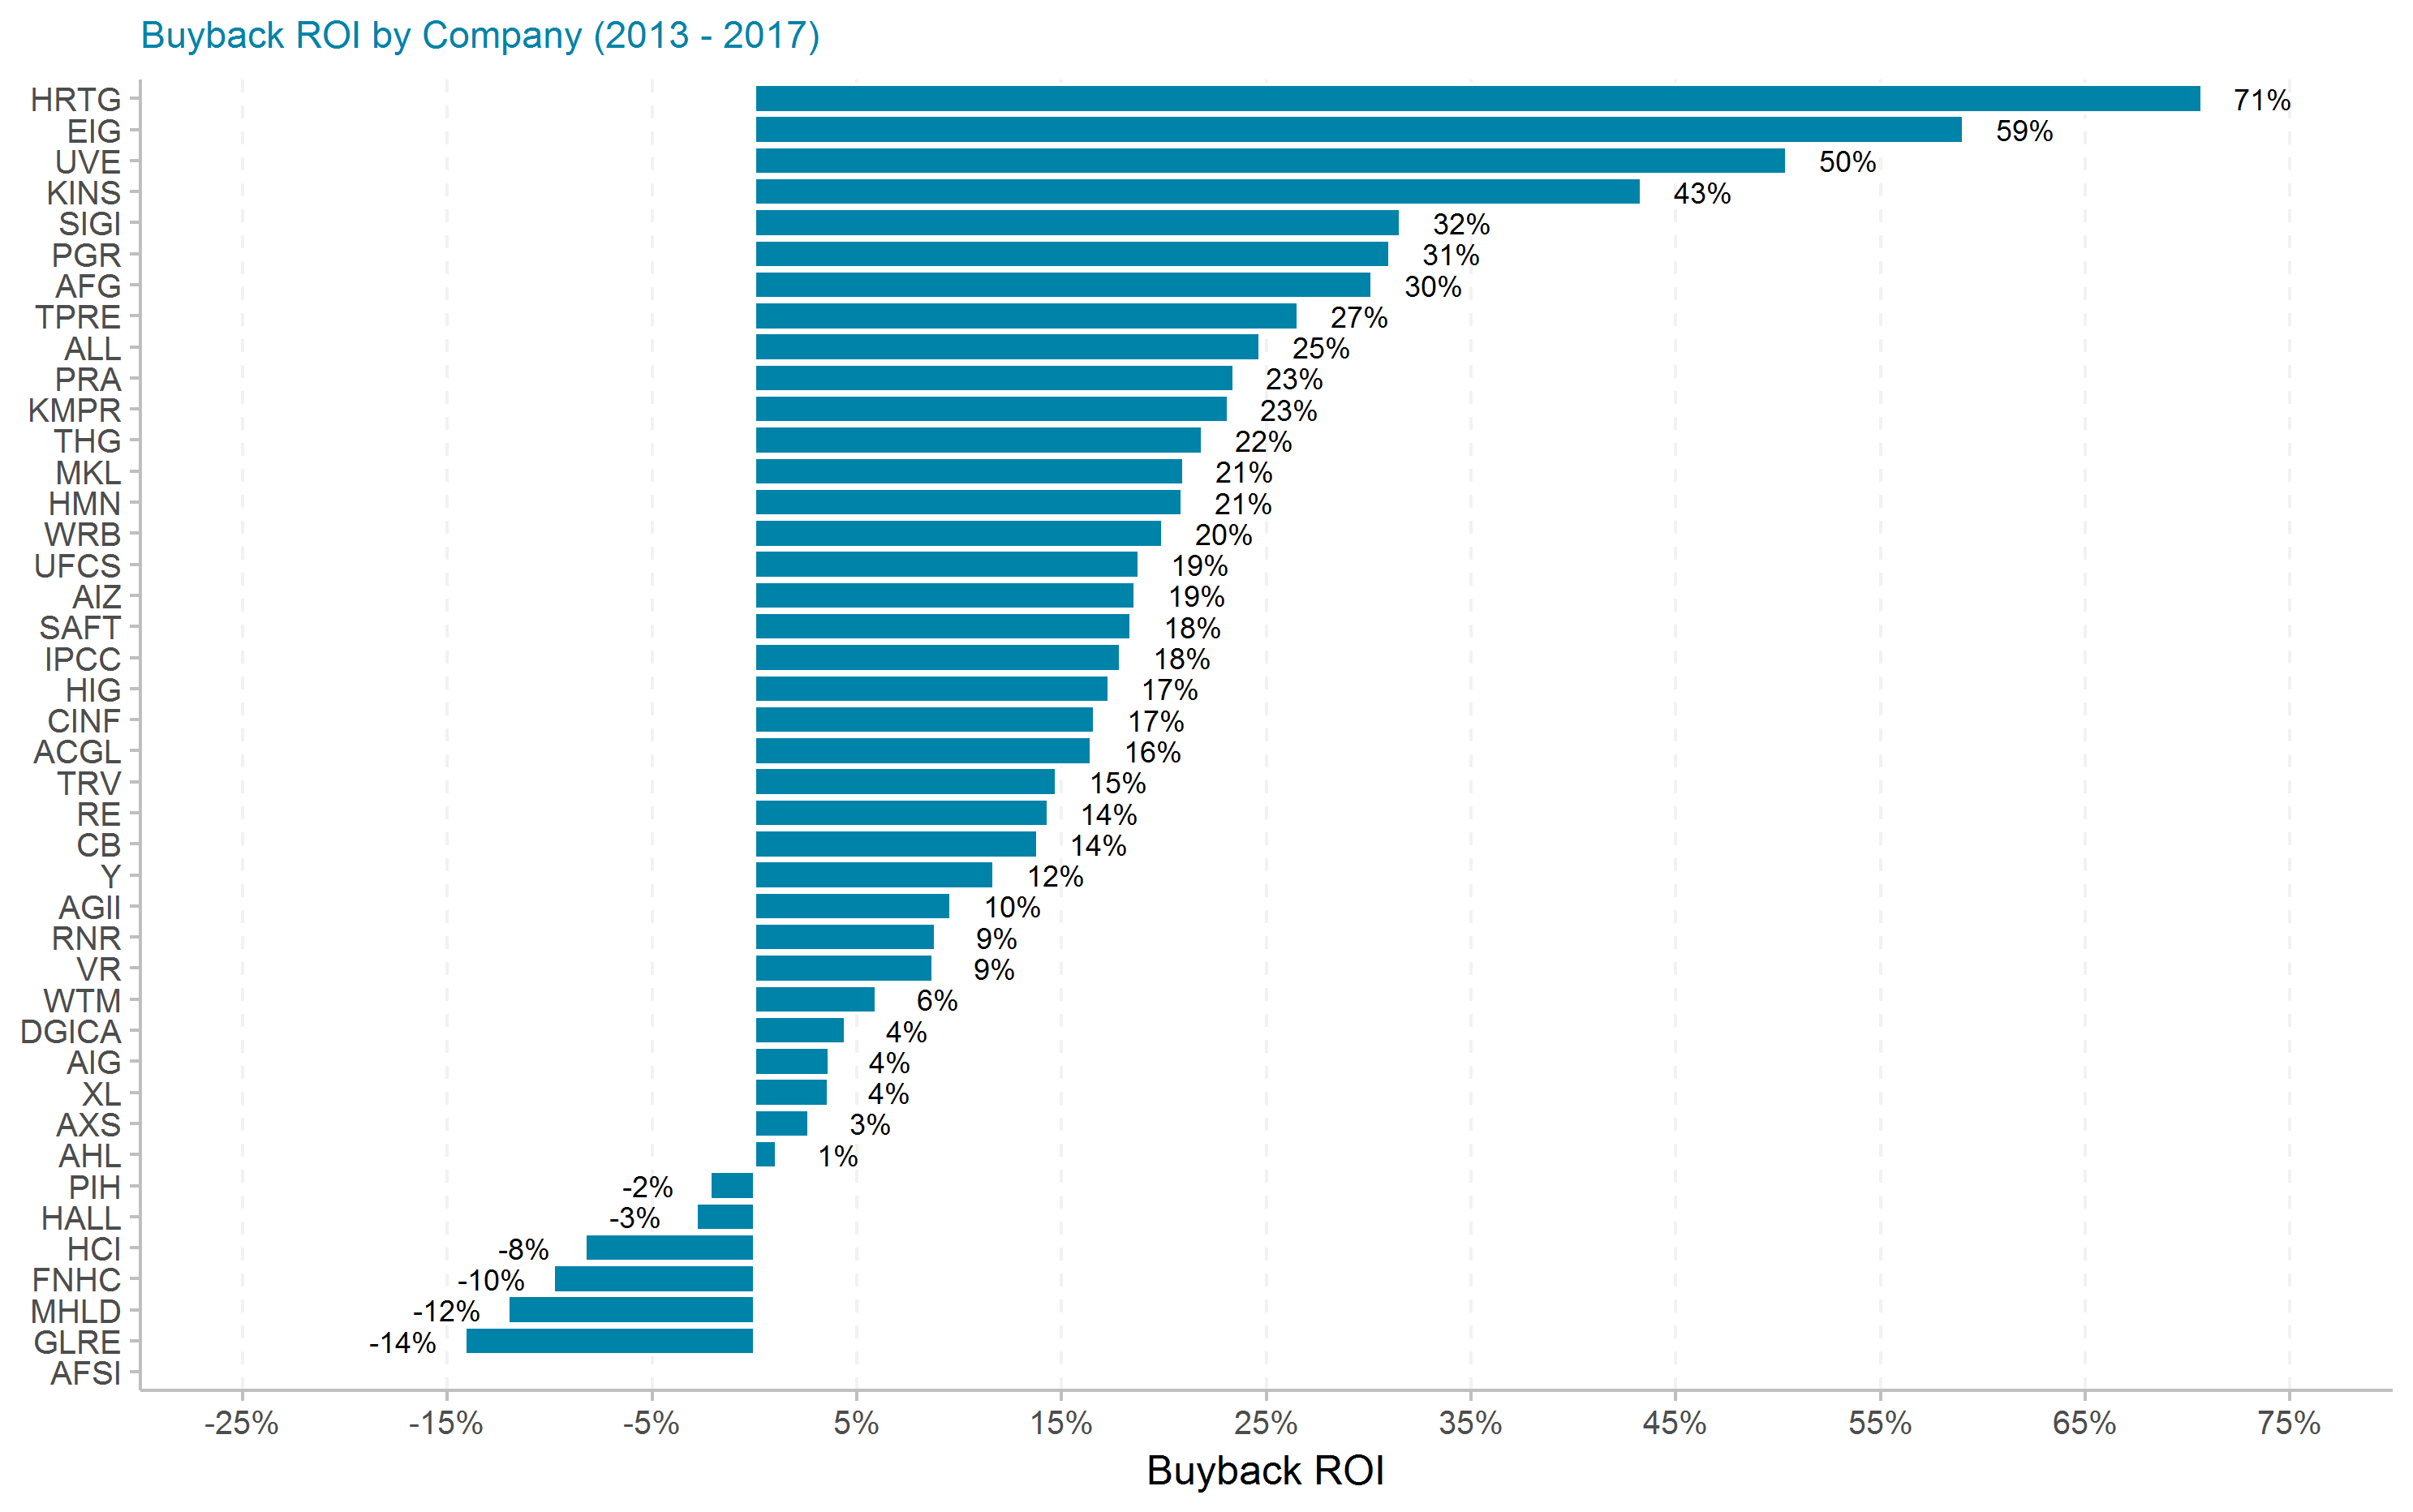 Buyback ROI by Company (2013 - 2017)
HRTG 71%
EIG 59%
UVE 50%
KINS 43%
SIGI 32%
PGR 31%
AFG 30%
TPRE 27%
ALL 25%
PRA 23%
KMPR 23%
THG 22%
MKL 21%
HMN 21%
WRB 20%
UFCS 19%
AIZ 19%
SAFT 18%
IPCC 18%
HIG 17%
CINF 17%
ACGL 16%
TRV 15%
RE 14%
CB 14%
Y 12%
AGII 10%
RNR 9%
VR 9%
WTM 6%
DGICA 4%
AIG 4%
XL 4%
AXS 3%
AHL 1%
PIH -2%
HALL -3%
HCI -8%
FNHC -10%
MHLD -12%
GLRE -14%
AFSI
-25% -15% -5% 5% 15% 25% 35% 45% 55% 65% 75%
Buyback ROI